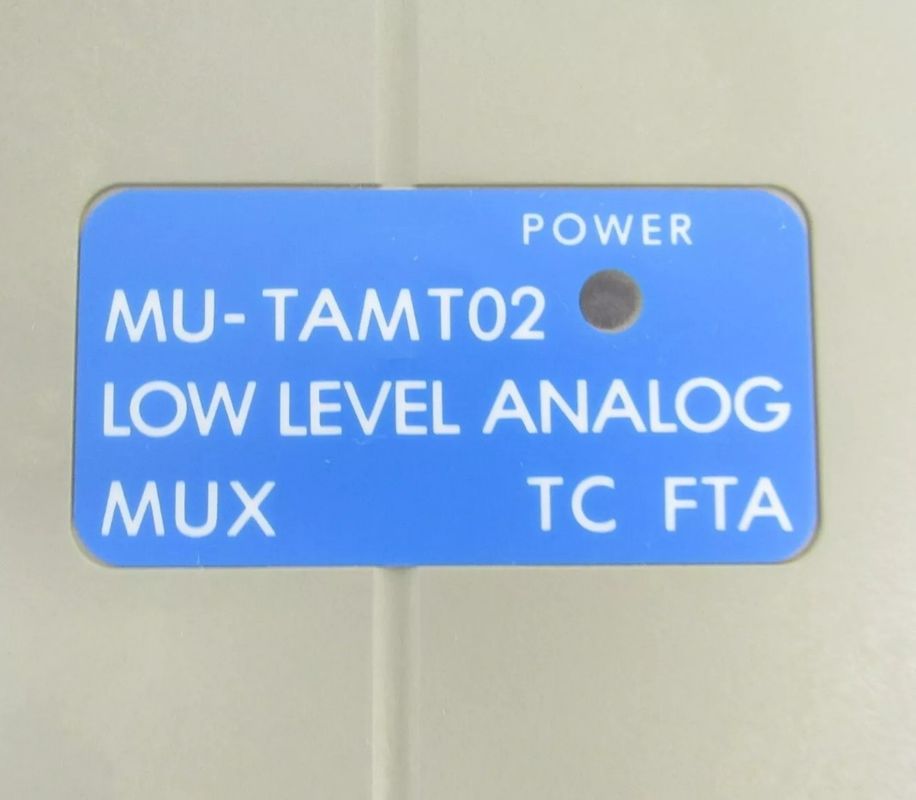 POWER
MU-TAMT02
LOW LEVEL ANALOG
MUX TC FTA